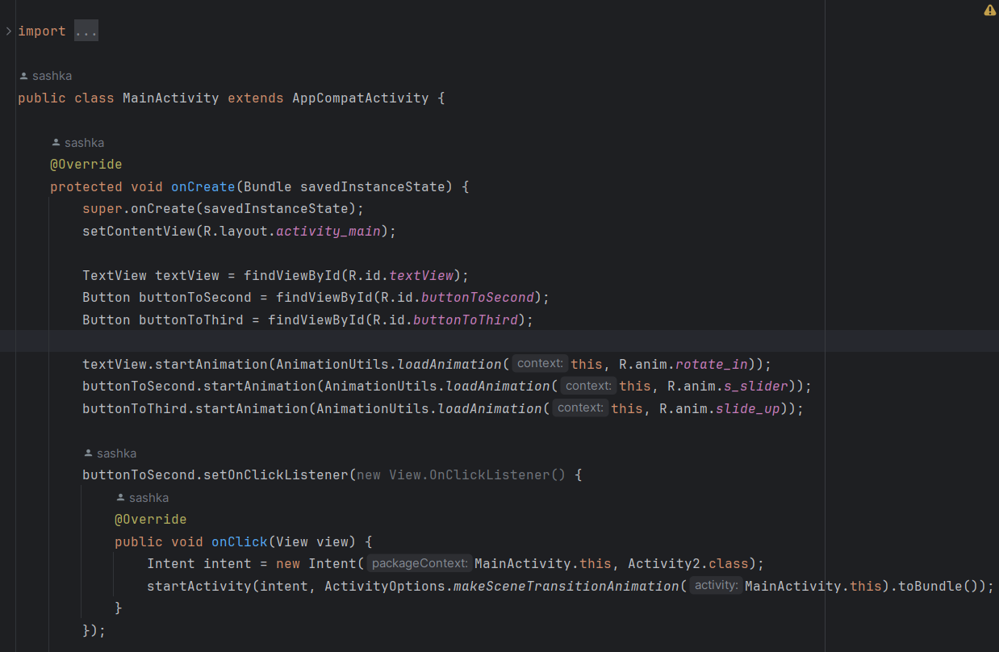 import ...
sashka
public class MainActivity extends AppCompatActivity {
sashka
@Override
protected void onCreate(Bundle savedInstanceState) {
super.onCreate(savedInstanceState);
setContentView(R.layout.activity_main);
TextView textView = findViewById(R.id.textView);
Button buttonToSecond = findViewById(R.id.buttonToSecond);
Button buttonToThird = findViewById(R.id.buttonToThird);
textView.startAnimation(AnimationUtils.loadAnimation( context: this, R.anim.rotate_in));
buttonToSecond.startAnimation(AnimationUtils.loadAnimation( context: this, R.anim.s_slider));
buttonToThird.startAnimation(AnimationUtils.loadAnimation( context: this, R.anim.slide_up));
sashka
buttonToSecond.setOnClickListener(new View.OnClickListener() {
sashka
@Override
public void onClick(View view) {
Intent intent = new Intent( packageContext: MainActivity.this, Activity2.class);
startActivity(intent, ActivityOptions.makeSceneTransitionAnimation( activity: MainActivity.this).toBundle());
}
});